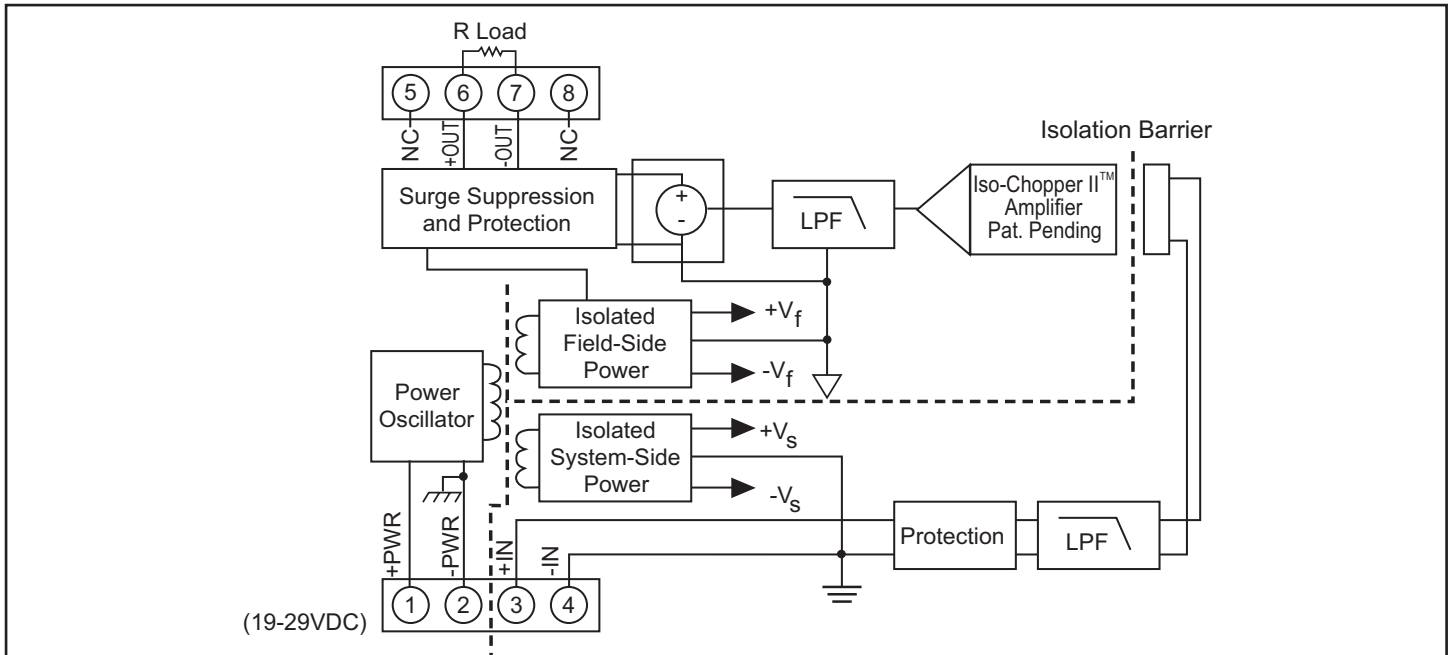 R Load
5
6
7
8
NC
+OUT
-OUT
NC
Isolation Barrier
Surge Suppression
and Protection
+
-
LPF
Iso-Chopper II™
Amplifier
Pat. Pending
Isolated
Field-Side
Power
+Vf
-Vf
Power
Oscillator
Isolated
System-Side
Power
+Vs
-Vs
+PWR
-PWR
+IN
-IN
Protection
LPF
1
2
3
4
(19-29VDC)